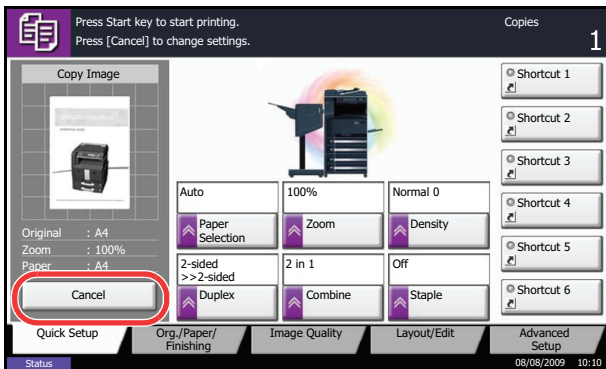 Press Start key to start printing.
Press [Cancel] to change settings.
Copies
1
Copy Image
Original : A4
Zoom : 100%
Paper : A4
Cancel
Auto
Paper
Selection
100%
Zoom
Normal 0
Density
2-sided
>>2-sided
Duplex
2 in 1
Combine
Off
Staple
Shortcut 1
Shortcut 2
Shortcut 3
Shortcut 4
Shortcut 5
Shortcut 6
Quick Setup
Org./Paper/
Finishing
Image Quality
Layout/Edit
Advanced
Setup
Status
08/08/2009 10:10